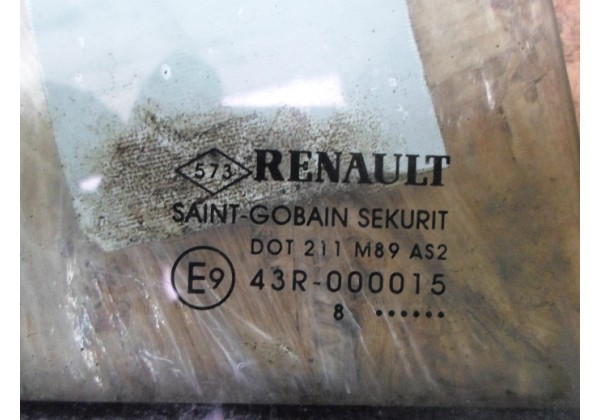 573 RENAULT
SAINT-GOBAIN SEKURIT
DOT 211 M89 AS2
E9 43R-000015
8 ••••••